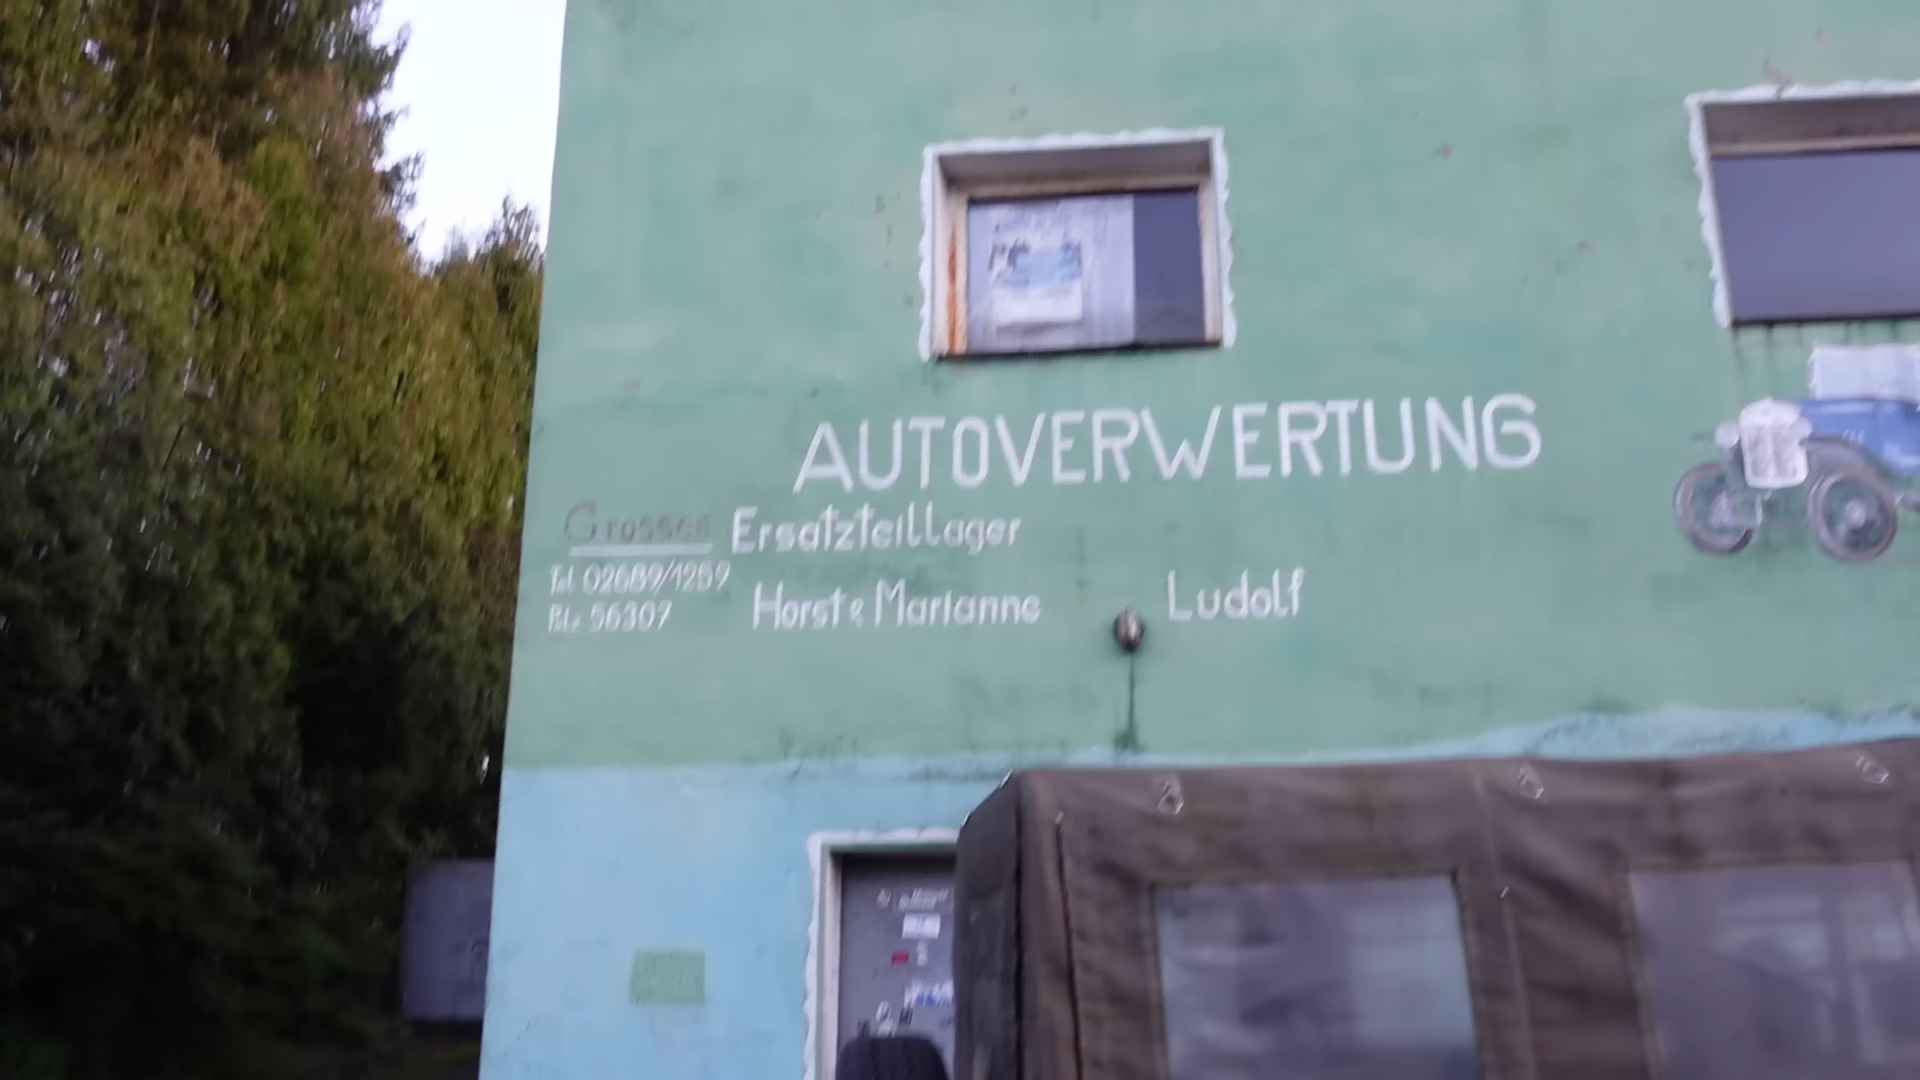 AUTOVERWERTUNG
Grosses Ersatzteillager
Tel 02689/1259
Horst & Marianne Ludolf
Plz 56307